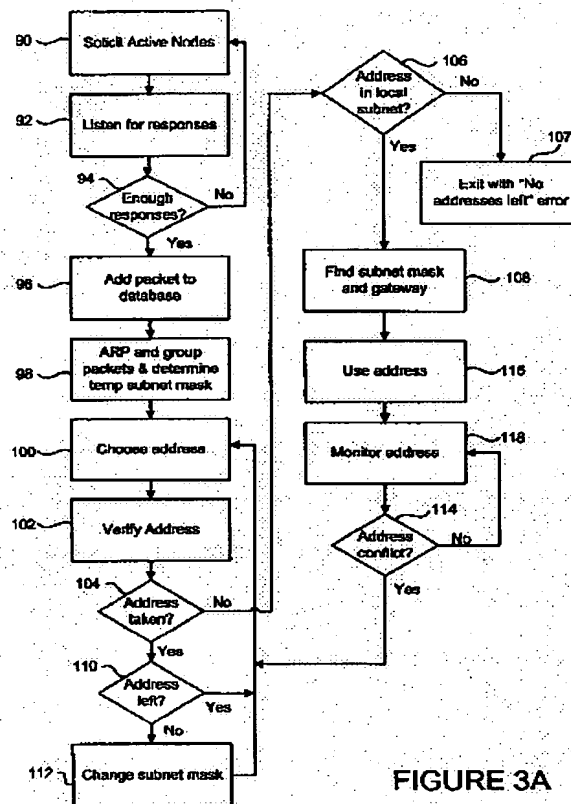 90
Solicit Active Nodes
92
Listen for responses
94
Enough
responses?
No
Yes
96
Add packet to
database
98
ARP and group
packets & determine
temp subnet mask
100
Choose address
102
Verify Address
104
Address
taken?
No
Yes
110
Address
left?
Yes
No
112
Change subnet mask
106
Address
in local
subnet?
No
Yes
107
Exit with "No
addresses left" error
Find subnet mask
and gateway
108
Use address
116
Monitor address
118
114
Address
conflict?
No
Yes
FIGURE 3A